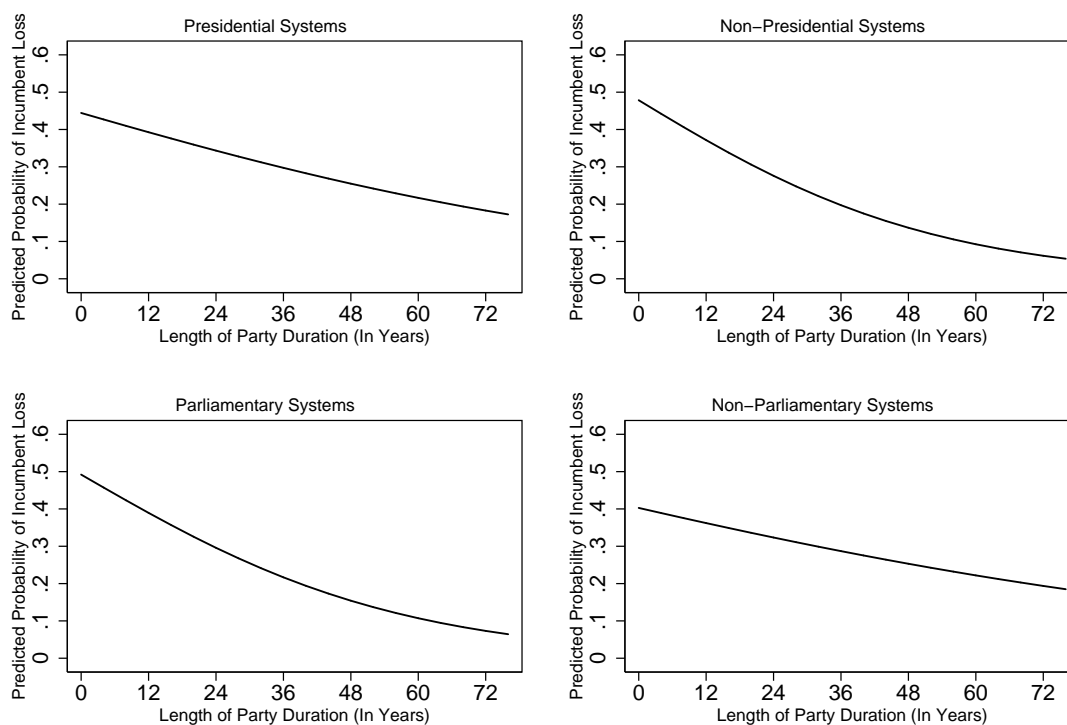 Presidential Systems
Predicted Probability of Incumbent Loss
.6
.5
.4
.3
.2
.1
0
0 12 24 36 48 60 72
Length of Party Duration (In Years)
Non−Presidential Systems
Predicted Probability of Incumbent Loss
.6
.5
.4
.3
.2
.1
0
0 12 24 36 48 60 72
Length of Party Duration (In Years)
Parliamentary Systems
Predicted Probability of Incumbent Loss
.6
.5
.4
.3
.2
.1
0
0 12 24 36 48 60 72
Length of Party Duration (In Years)
Non−Parliamentary Systems
Predicted Probability of Incumbent Loss
.6
.5
.4
.3
.2
.1
0
0 12 24 36 48 60 72
Length of Party Duration (In Years)